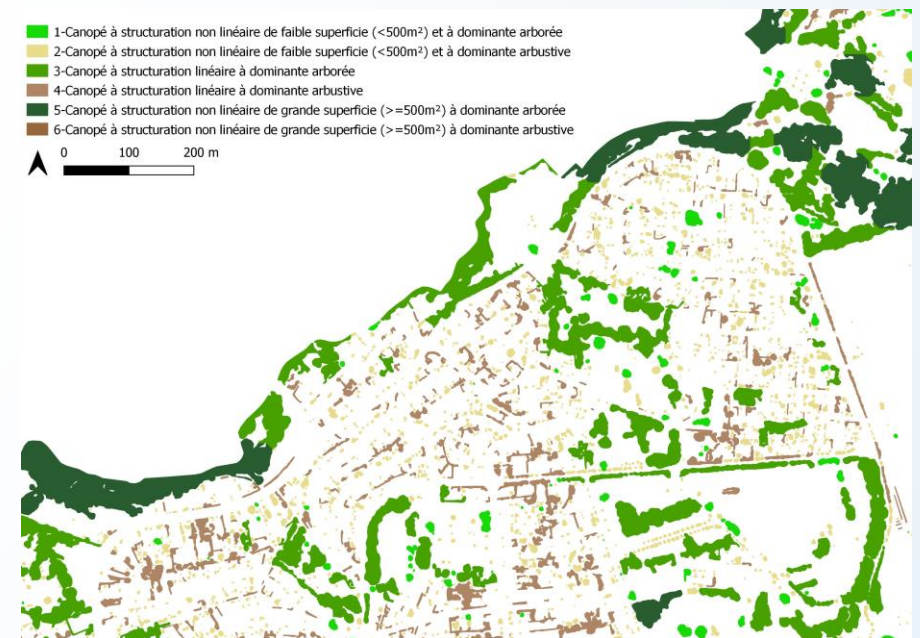 1-Canopé à structuration non linéaire de faible superficie (<500m²) et à dominante arborée
2-Canopé à structuration non linéaire de faible superficie (<500m²) et à dominante arbustive
3-Canopé à structuration linéaire à dominante arborée
4-Canopé à structuration linéaire à dominante arbustive
5-Canopé à structuration non linéaire de grande superficie (>=500m²) à dominante arborée
6-Canopé à structuration non linéaire de grande superficie (>=500m²) à dominante arbustive
0 100 200 m